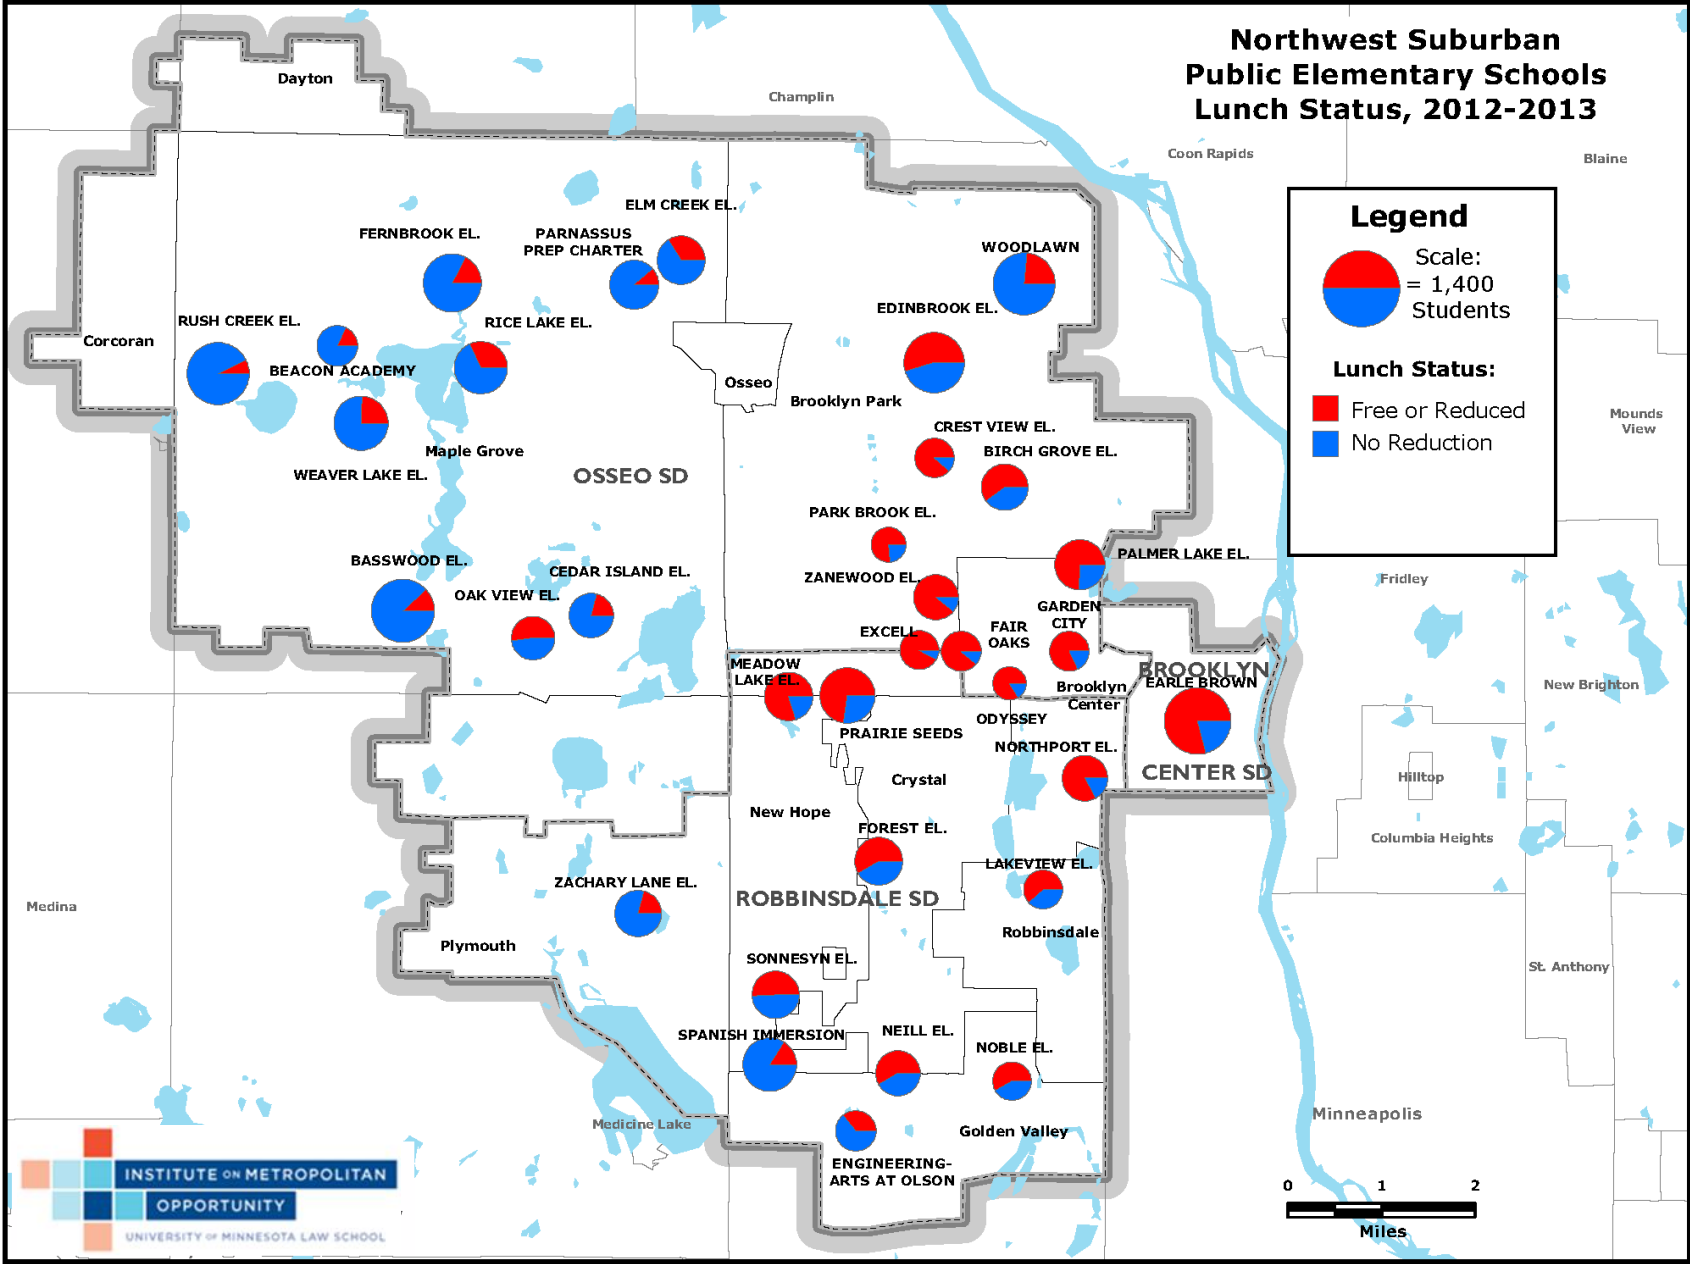 Northwest Suburban
Public Elementary Schools
Lunch Status, 2012-2013
Dayton
Champlin
Coon Rapids
Blaine
Legend
Scale:
= 1,400
Students
Lunch Status:
Free or Reduced
No Reduction
ELM CREEK EL.
FERNBROOK EL.
PARNASSUS
PREP CHARTER
WOODLAWN
EDINBROOK EL.
RUSH CREEK EL.
RICE LAKE EL.
Corcoran
BEACON ACADEMY
Osseo
Brooklyn Park
Mounds
View
CREST VIEW EL.
Maple Grove
BIRCH GROVE EL.
WEAVER LAKE EL.
OSSEO SD
PARK BROOK EL.
BASSWOOD EL.
PALMER LAKE EL.
CEDAR ISLAND EL.
ZANEWOOD EL.
Fridley
OAK VIEW EL.
GARDEN
CITY
FAIR
OAKS
EXCELL
MEADOW
LAKE EL.
BROOKLYN
EARLE BROWN
Brooklyn
Center
New Brighton
ODYSSEY
PRAIRIE SEEDS
NORTHPORT EL.
CENTER SD
Crystal
Hilltop
New Hope
FOREST EL.
Columbia Heights
LAKEVIEW EL.
ZACHARY LANE EL.
ROBBINSDALE SD
Medina
Robbinsdale
Plymouth
SONNESYN EL.
St. Anthony
SPANISH IMMERSION
NEILL EL.
NOBLE EL.
Medicine Lake
Golden Valley
Minneapolis
ENGINEERING-
ARTS AT OLSON
0 1 2
Miles
INSTITUTE ON METROPOLITAN
OPPORTUNITY
UNIVERSITY OF MINNESOTA LAW SCHOOL